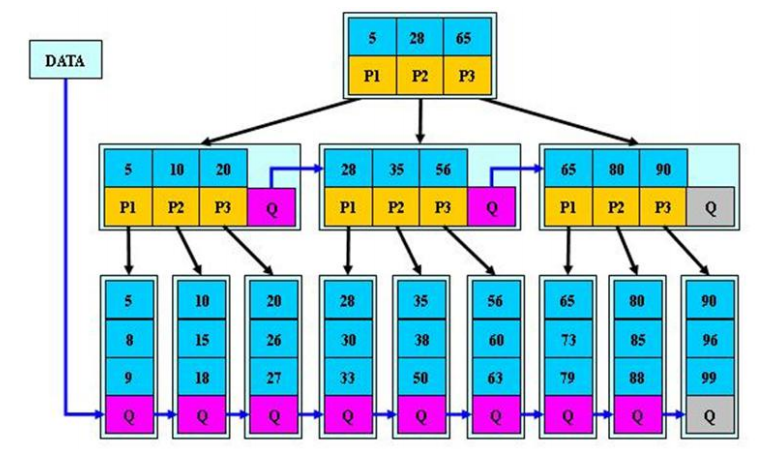 5 28 65
DATA
P1 P2 P3
5 10 20 28 35 56 65 80 90
P1 P2 P3 Q P1 P2 P3 Q P1 P2 P3 Q
5 10 20 28 35 56 65 80 90
8 15 26 30 38 60 73 85 96
9 18 27 33 50 63 79 88 99
Q Q Q Q Q Q Q Q Q